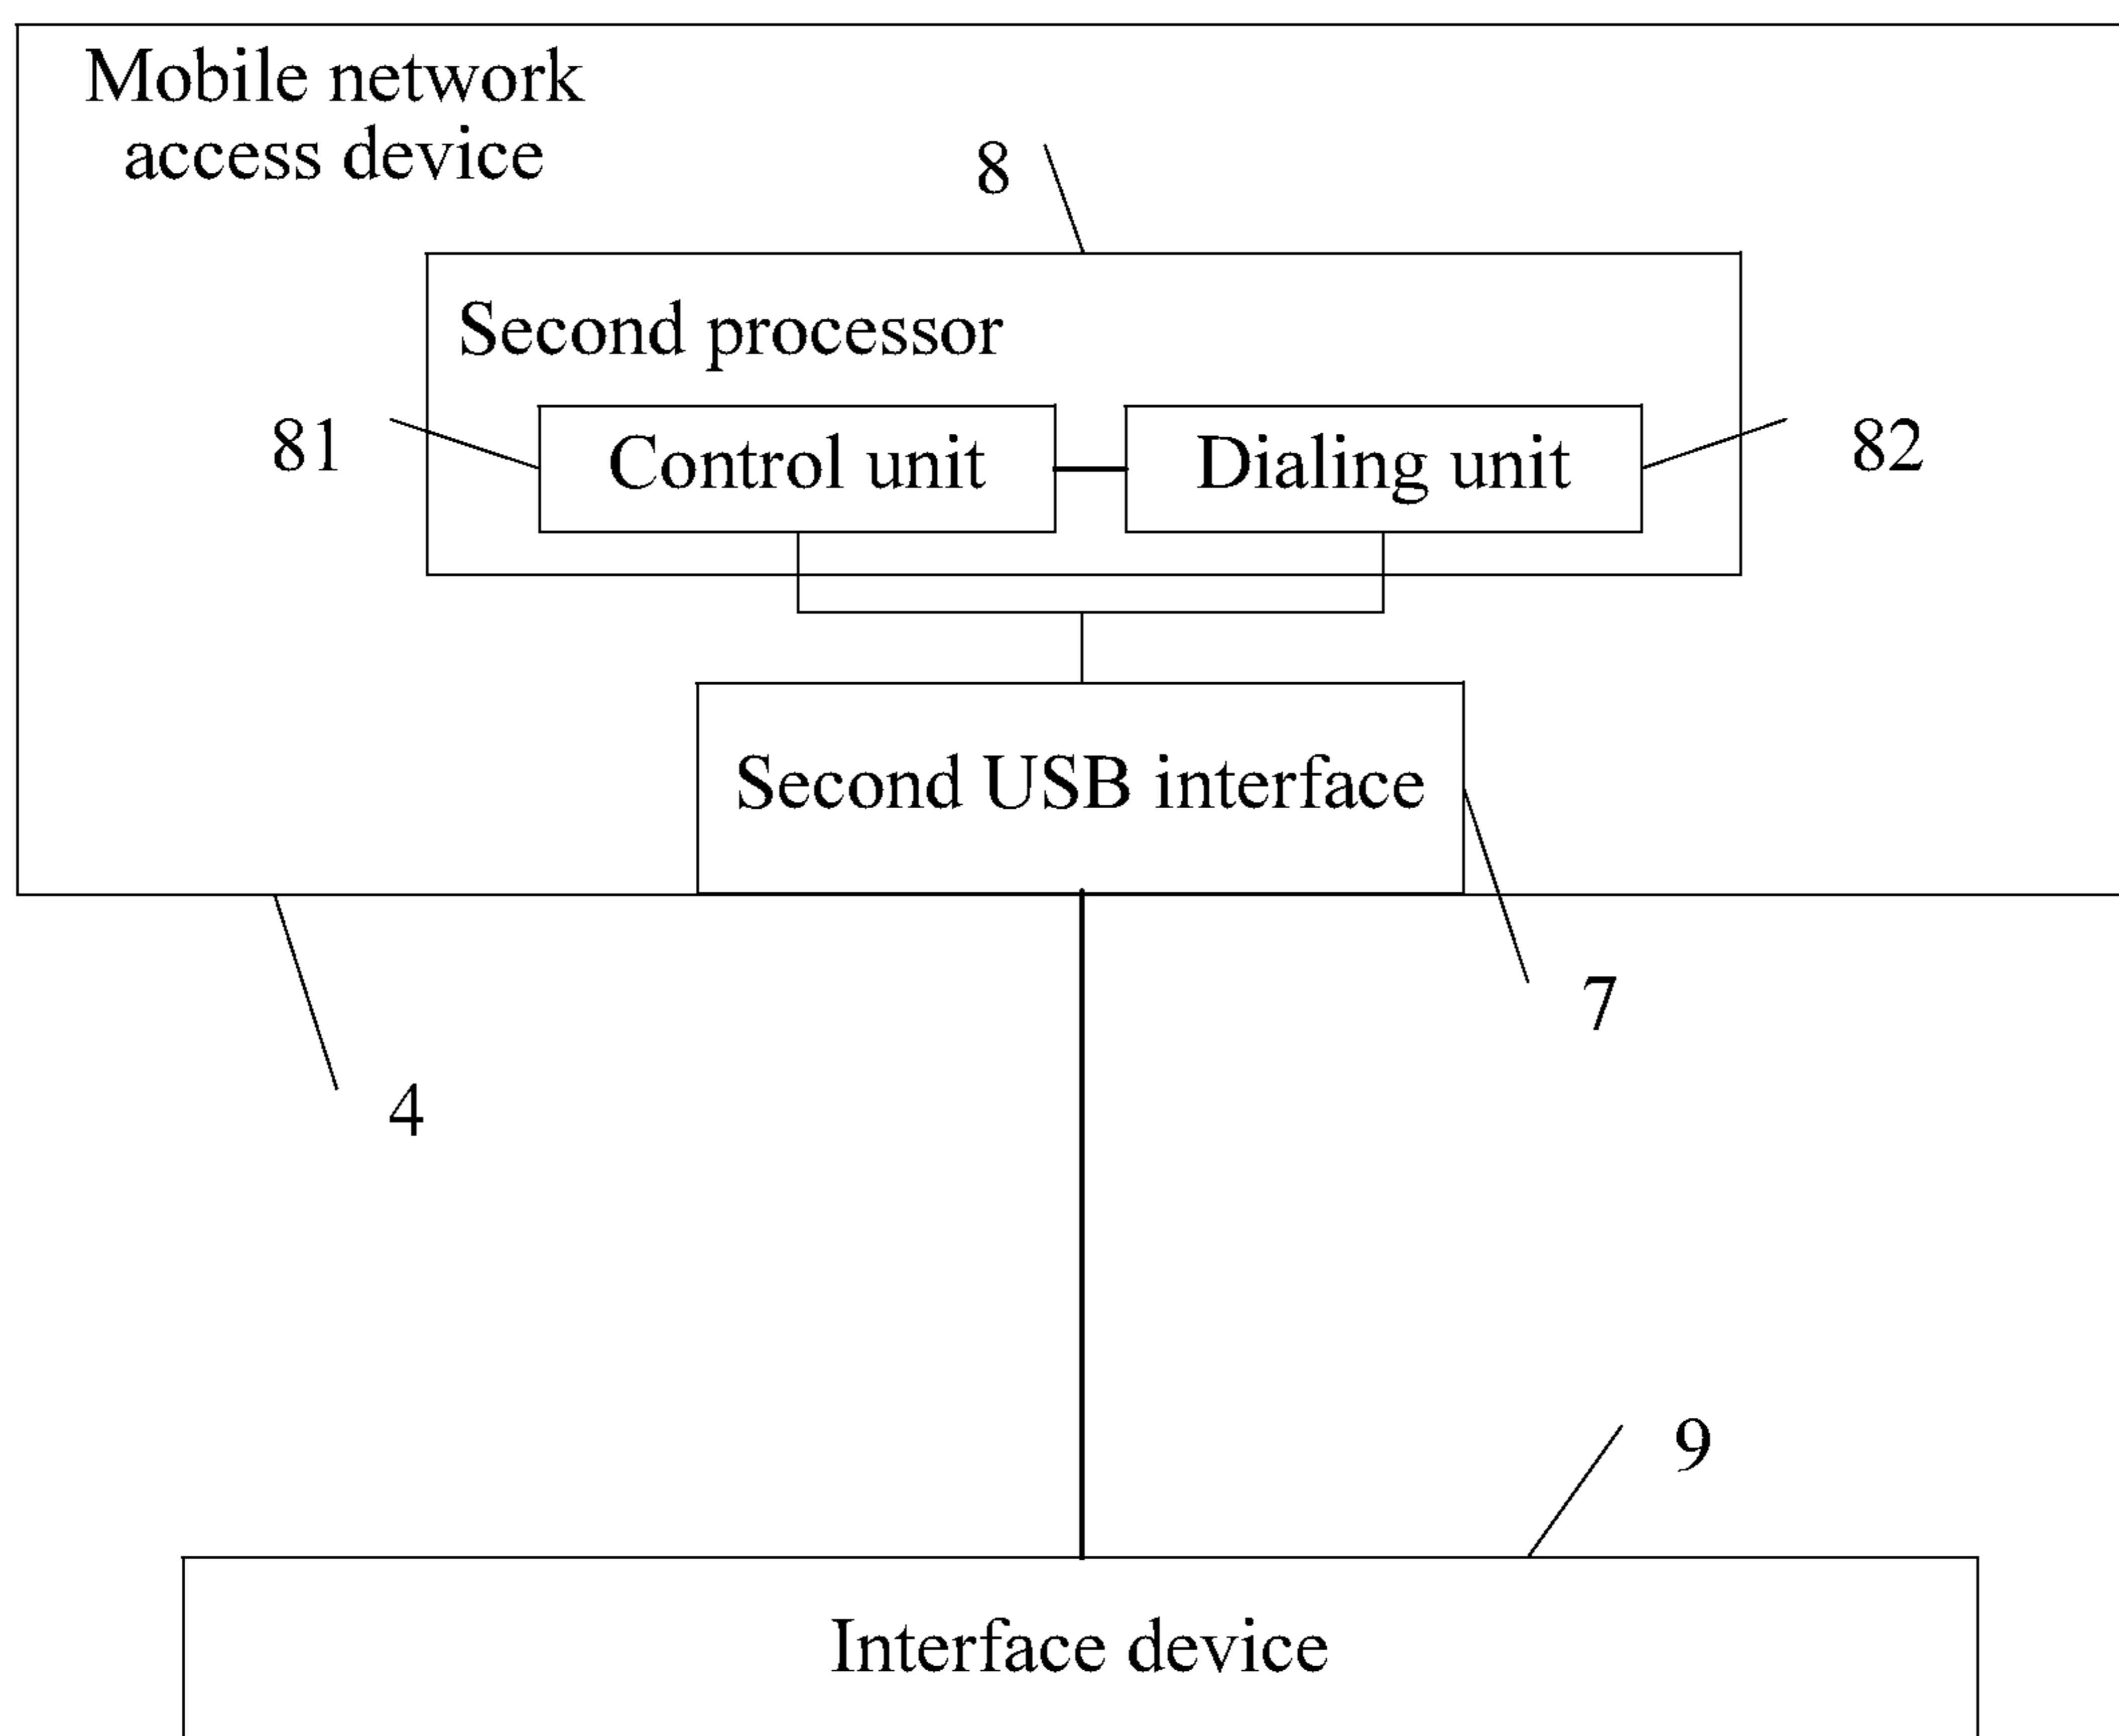 Mobile network
access device
8
Second processor
81
Control unit
Dialing unit
82
Second USB interface
7
4
9
Interface device